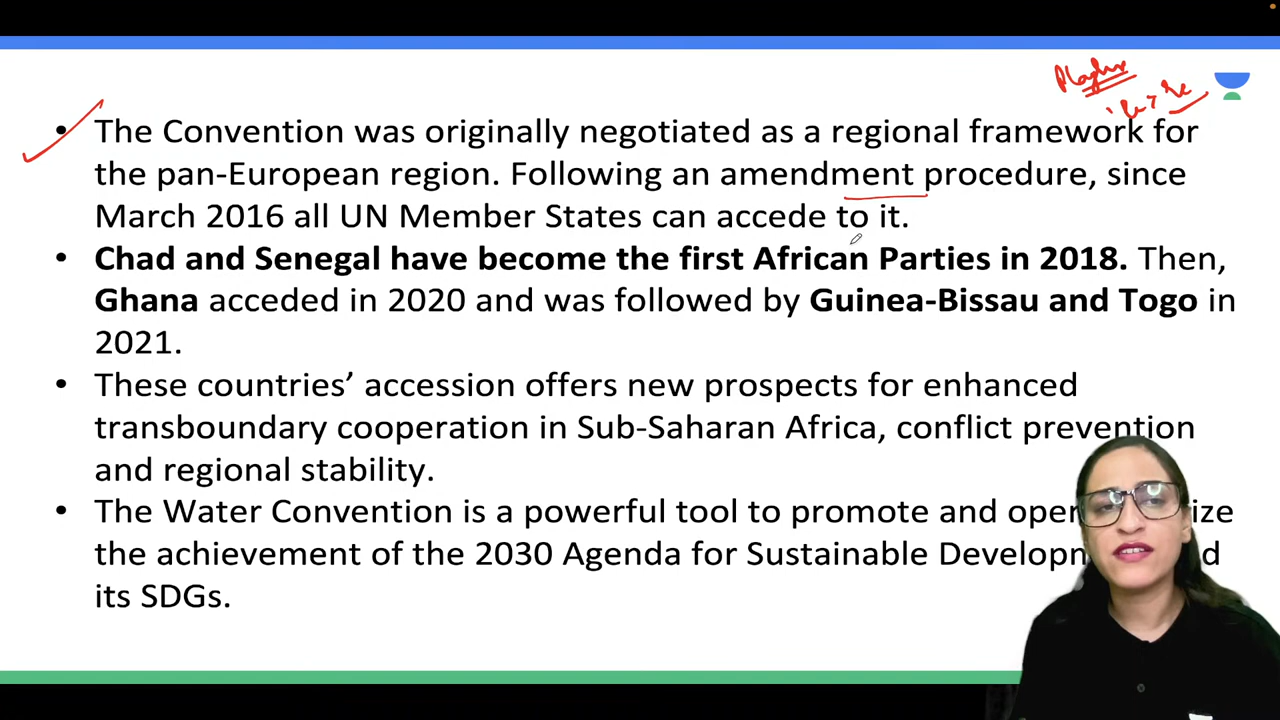 • The Convention was originally negotiated as a regional framework for
the pan-European region. Following an amendment procedure, since
March 2016 all UN Member States can accede to it.
• Chad and Senegal have become the first African Parties in 2018. Then,
Ghana acceded in 2020 and was followed by Guinea-Bissau and Togo in
2021.
• These countries’ accession offers new prospects for enhanced
transboundary cooperation in Sub-Saharan Africa, conflict prevention
and regional stability.
• The Water Convention is a powerful tool to promote and
the achievement of the 2030 Agenda for Sustainable
its SDGs.